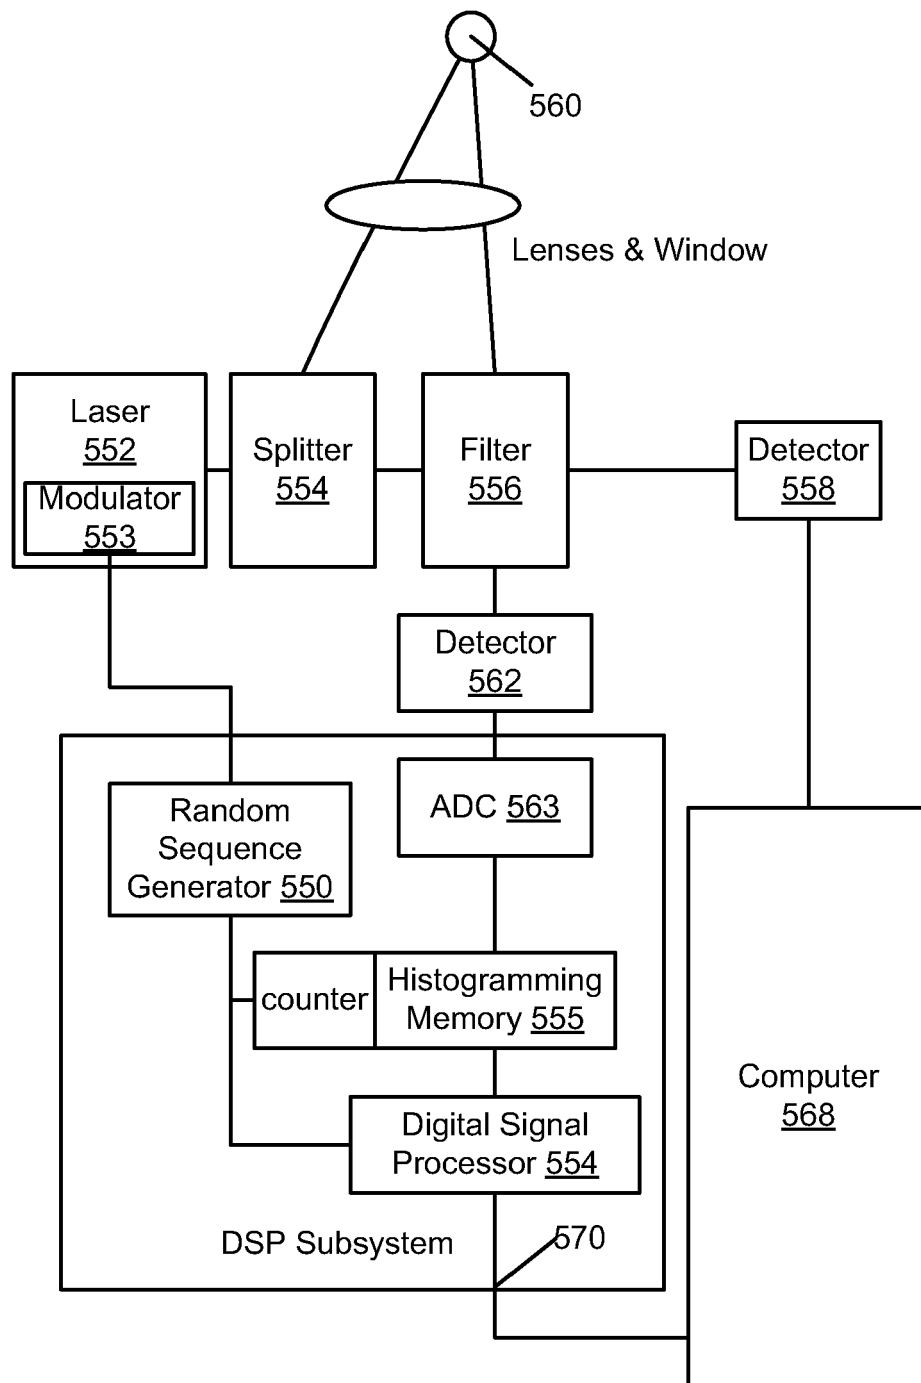 560
Lenses & Window
Laser
552
Modulator
553
Splitter
554
Filter
556
Detector
558
Detector
562
Random
Sequence
Generator 550
ADC 563
counter
Histogramming
Memory 555
Digital Signal
Processor 554
Computer
568
DSP Subsystem
570